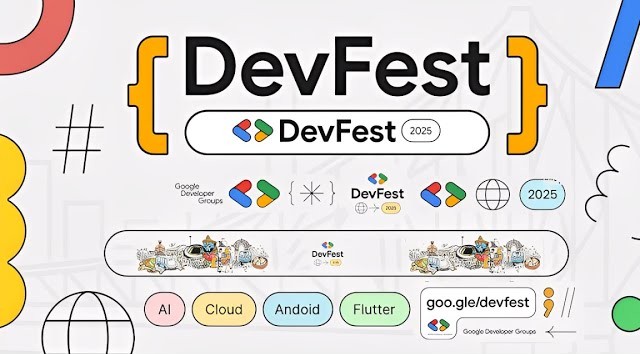 DevFest
DevFest 2025
Google
Developer
Groups
DevFest
2025
2025
DevFest
AI
Cloud
Andoid
Flutter
goo.gle/devfest
Google Developer Groups